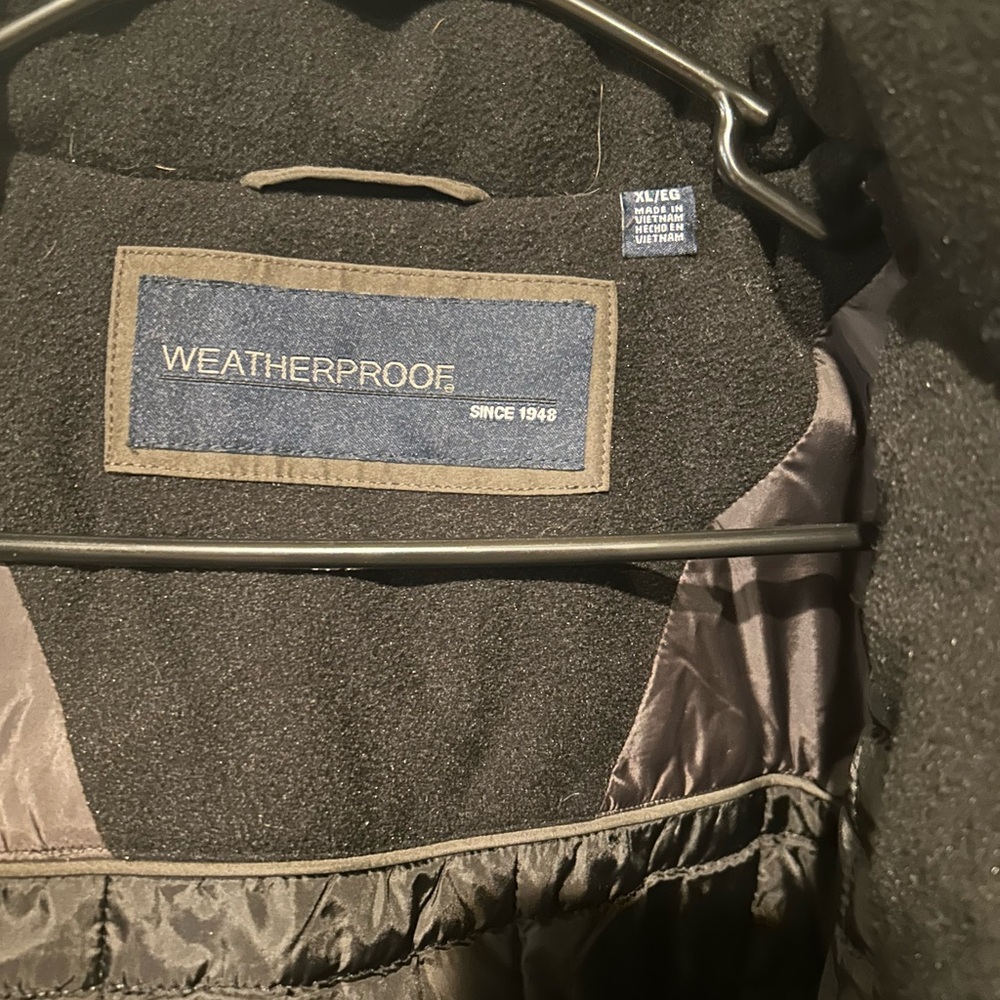 XL/EG
MADE IN
VIETNAM
HECHO EN
VIETNAM
WEATHERPROOF®
SINCE 1948